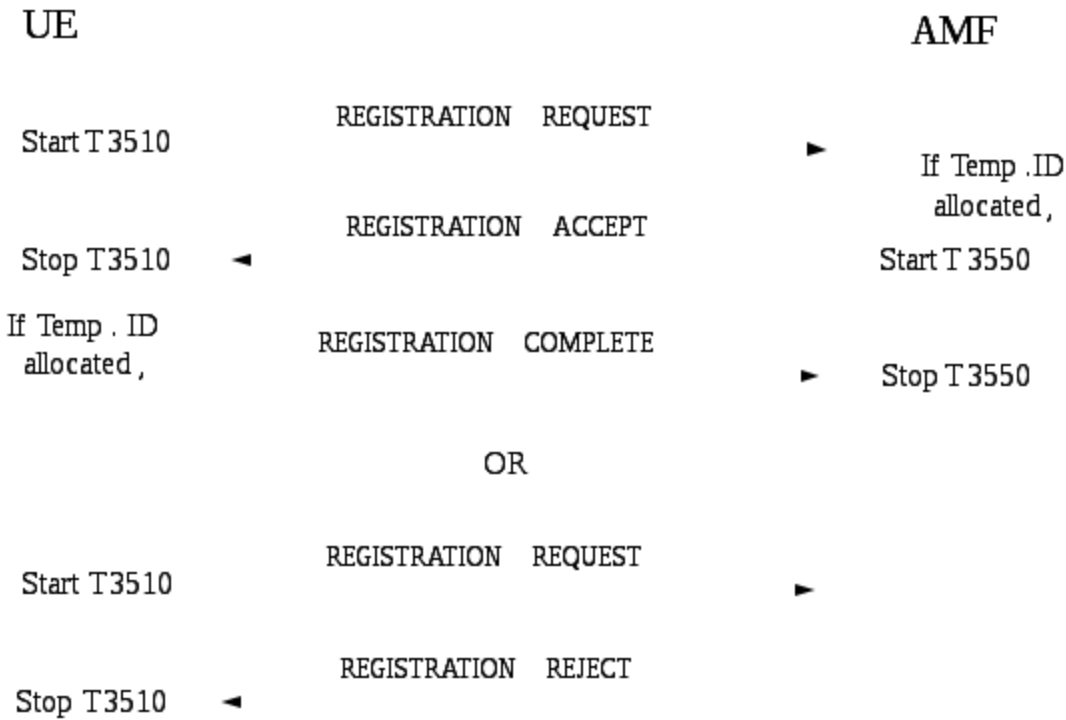 UE
AMF
REGISTRATION REQUEST
Start T3510
If Temp .ID
allocated,
REGISTRATION ACCEPT
Stop T3510
Start T3550
If Temp . ID
allocated,
REGISTRATION COMPLETE
Stop T3550
OR
REGISTRATION REQUEST
Start T3510
REGISTRATION REJECT
Stop T3510